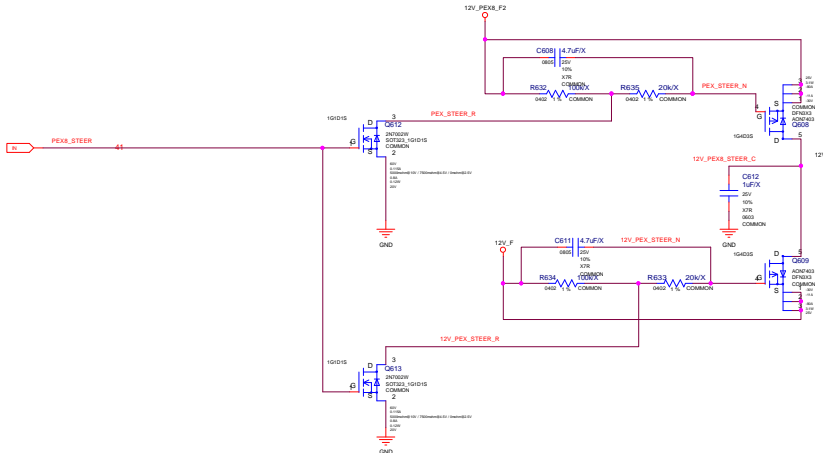 12V_PEX8_F2
C608 4.7uF/X
0805 25V
10%
X7R
COMMON
R632 100k/X
0402 1 % COMMON
R635 20k/X
0402 1 % COMMON
PEX_STEER_N
4
G
S
D
5
1G4D3S
COMMON
DFN3X3
AON7403
Q608
PEX_STEER_R
3
1G1D1S
D
G
S
1
Q612
2N7002W
SOT323_1G1D1S
COMMON
2
GND
IN
PEX8_STEER
41
12V_PEX8_STEER_C
12V
C612
1uF/X
25V
10%
X7R
0603
COMMON
GND
12V_F
C611 4.7uF/X
0805 25V
10%
X7R
COMMON
12V_PEX_STEER_N
R634 100k/X
0402 1 % COMMON
R633 20k/X
0402 1 % COMMON
1G4D3S
5
D
G
4
S
Q609
AON7403
DFN3X3
COMMON
12V_PEX_STEER_R
1G1D1S
3
D
G
S
1
Q613
2N7002W
SOT323_1G1D1S
COMMON
2
GND